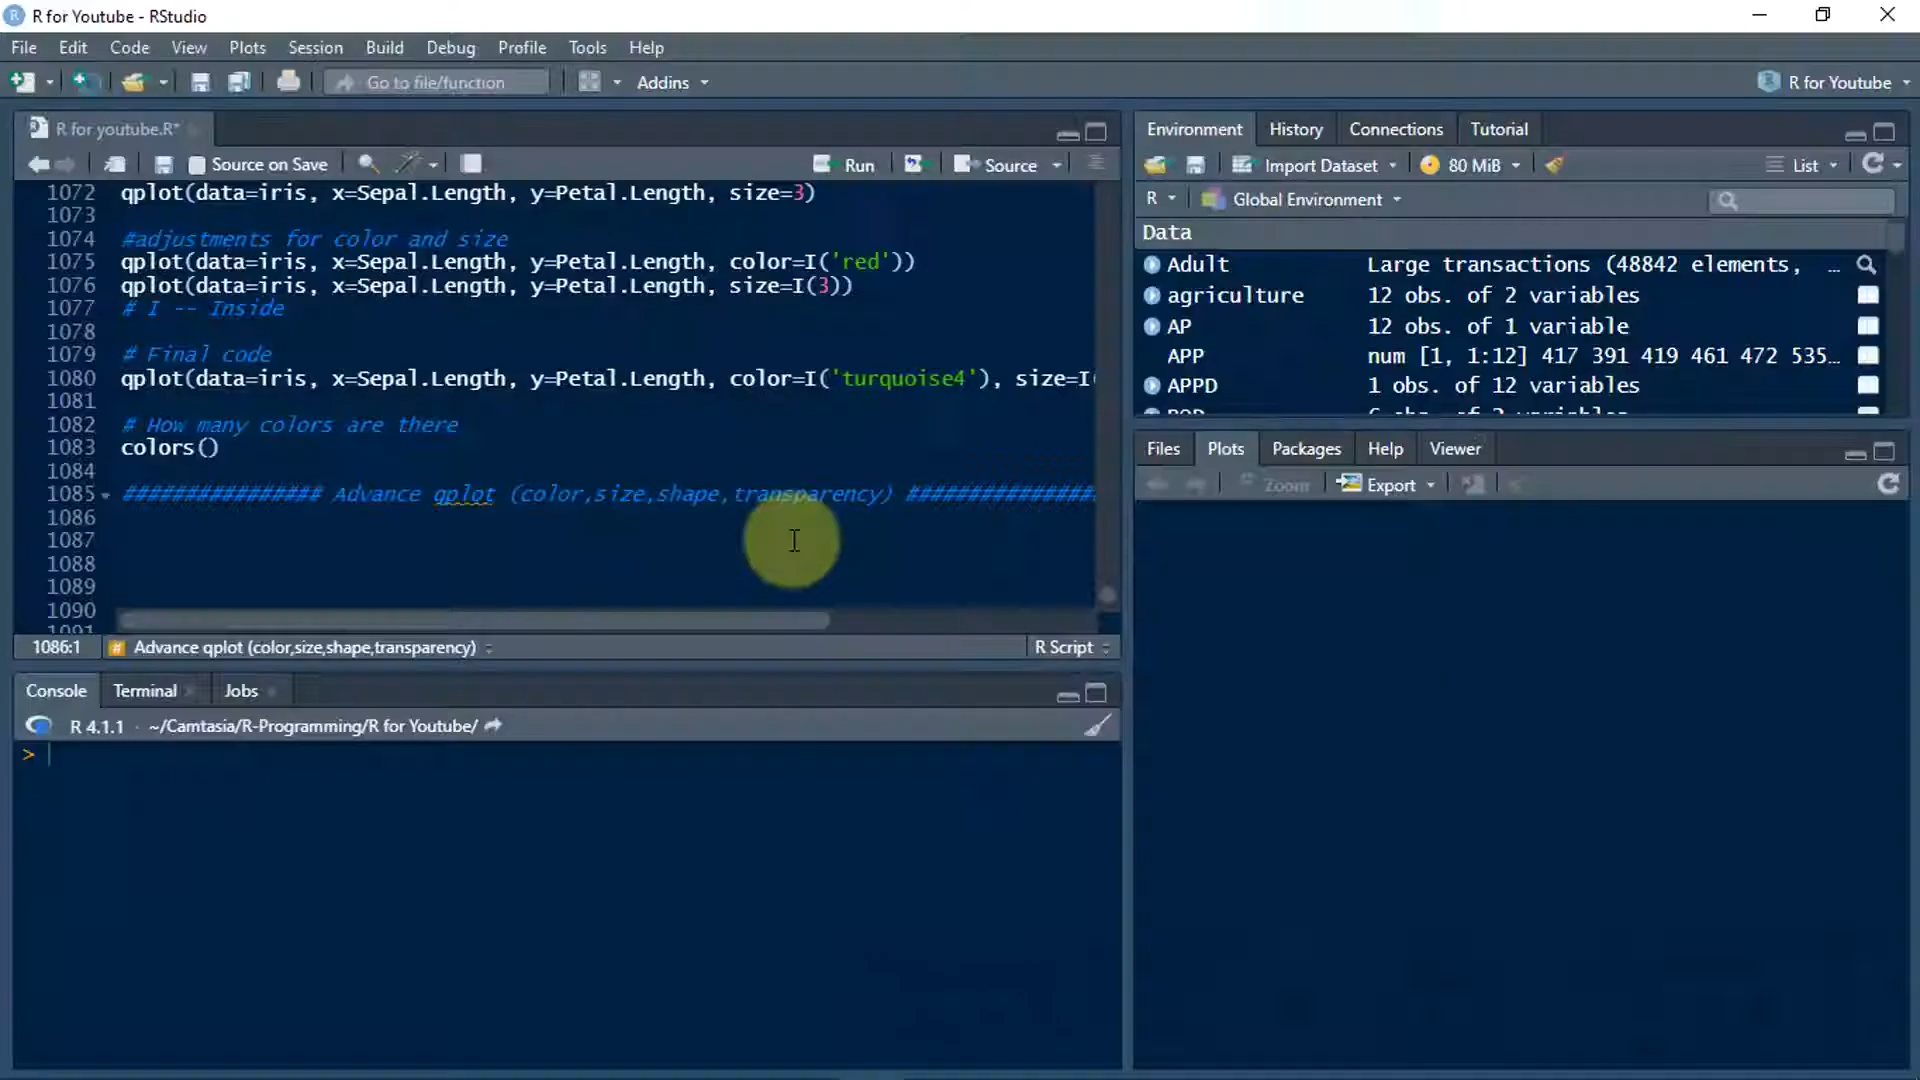 R for Youtube - RStudio
File Edit Code View Plots Session Build Debug Profile Tools Help
Go to file/function Addins R for Youtube
R for youtube.R*
Source on Save Run Source
1072 qplot(data=iris, x=Sepal.Length, y=Petal.Length, size=3)
1073
1074 #adjustments for color and size
1075 qplot(data=iris, x=Sepal.Length, y=Petal.Length, color=I('red'))
1076 qplot(data=iris, x=Sepal.Length, y=Petal.Length, size=I(3))
1077 # I -- Inside
1078
1079 # Final code
1080 qplot(data=iris, x=Sepal.Length, y=Petal.Length, color=I('turquoise4'), size=I(
1081
1082 # How many colors are there
1083 colors()
1084
1085 ################ Advance qplot (color,size,shape,transparency) ################
1086
1087
1088
1089
1090
1091
1086:1 # Advance qplot (color,size,shape,transparency) R Script
Console Terminal Jobs
R 4.1.1 · ~/Camtasia/R-Programming/R for Youtube/
>
Environment History Connections Tutorial
Import Dataset 80 MiB List
R Global Environment
Data
Adult Large transactions (48842 elements, …
agriculture 12 obs. of 2 variables
AP 12 obs. of 1 variable
APP num [1, 1:12] 417 391 419 461 472 535…
APPD 1 obs. of 12 variables
Files Plots Packages Help Viewer
Zoom Export